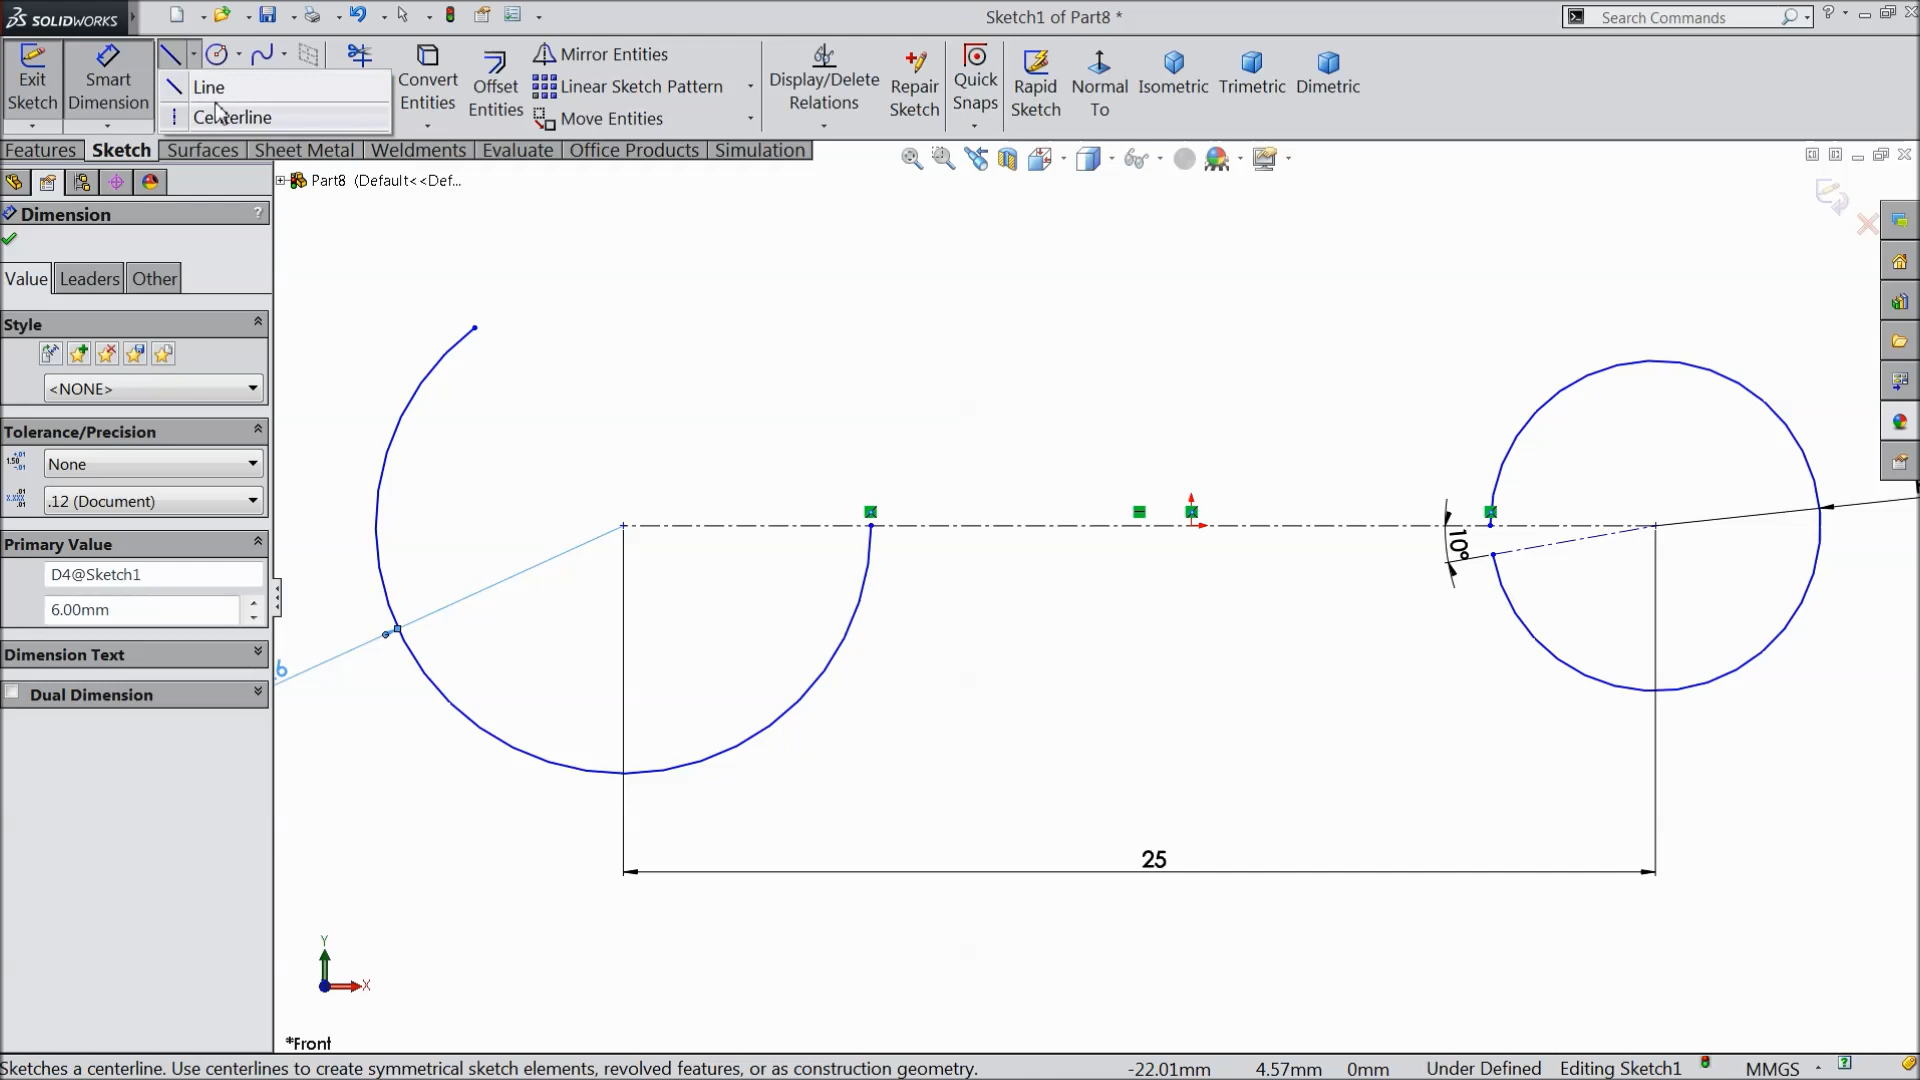 SOLIDWORKS
Sketch1 of Part8 *
Search Commands
Exit Sketch
Smart Dimension
Line
Centerline
Convert Entities
Offset Entities
Mirror Entities
Linear Sketch Pattern
Move Entities
Display/Delete Relations
Repair Sketch
Quick Snaps
Rapid Sketch
Normal To
Isometric
Trimetric
Dimetric
Features
Sketch
Surfaces
Sheet Metal
Weldments
Evaluate
Office Products
Simulation
Part8 (Default<<Def...
Dimension
?
Value
Leaders
Other
Style
<NONE>
Tolerance/Precision
None
.12 (Document)
Primary Value
D4@Sketch1
6.00mm
Dimension Text
Dual Dimension
10°
6
25
Y
X
*Front
Sketches a centerline. Use centerlines to create symmetrical sketch elements, revolved features, or as construction geometry.
-22.01mm
4.57mm
0mm
Under Defined
Editing Sketch1
MMGS